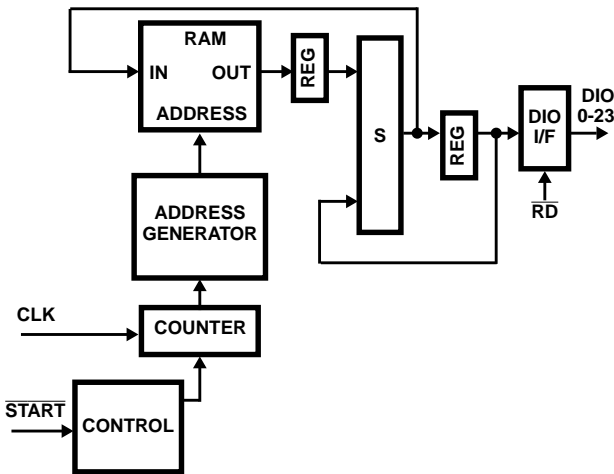 RAM
IN OUT
ADDRESS
REG
S
REG
DIO
I/F
DIO
0-23
RD
ADDRESS
GENERATOR
CLK
COUNTER
START
CONTROL